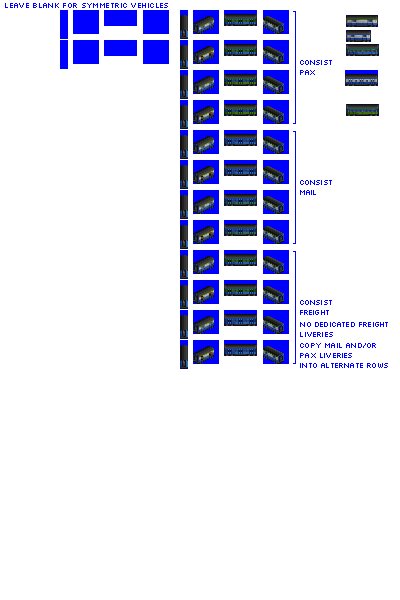 LEAVE BLANK FOR SYMMETRIC VEHICLES
CONSIST
PAX
CONSIST
MAIL
CONSIST
FREIGHT
NO DEDICATED FREIGHT
LIVERIES
COPY MAIL AND/OR
PAX LIVERIES
INTO ALTERNATE ROWS